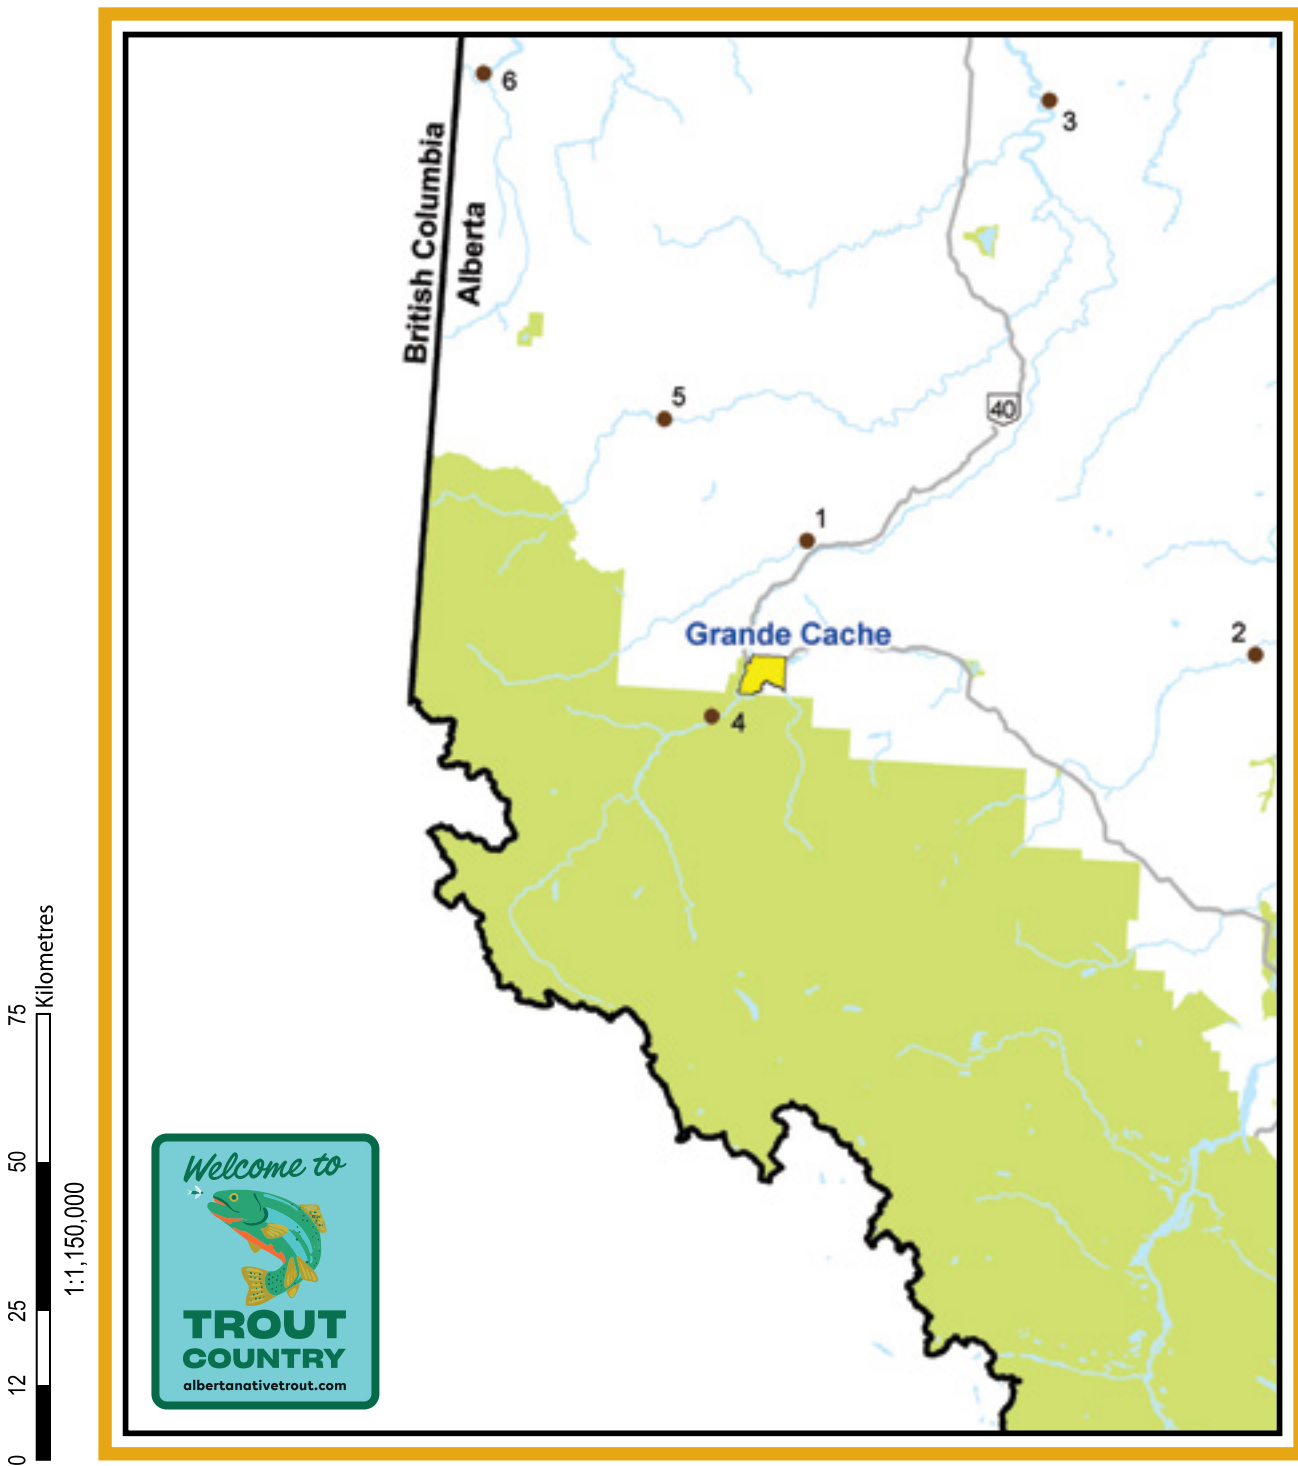 6
3
British Columbia
Alberta
5
40
1
Grande Cache
2
4
Kilometres
75
50
25
12
0
1:1,150,000
Welcome to
TROUT
COUNTRY
albertanativetrout.com